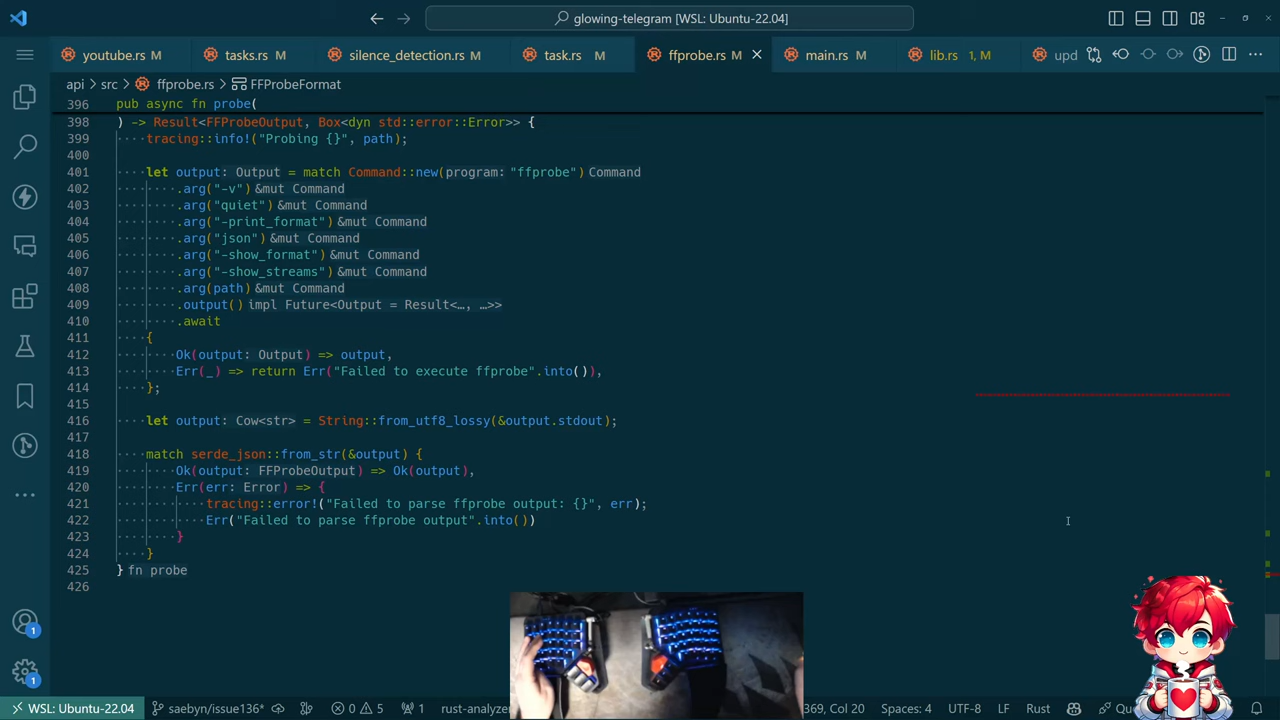 glowing-telegram [WSL: Ubuntu-22.04]
youtube.rs M
tasks.rs M
silence_detection.rs M
task.rs M
ffprobe.rs M
main.rs M
lib.rs 1, M
upd
api > src > ffprobe.rs > FFProbeFormat
396 pub async fn probe(
398 ) -> Result<FFProbeOutput, Box<dyn std::error::Error>> {
399 ····tracing::info!("Probing {}", path);
400
401 ····let output: Output = match Command::new(program: "ffprobe") Command
402 ········.arg("-v") &mut Command
403 ········.arg("quiet") &mut Command
404 ········.arg("-print_format") &mut Command
405 ········.arg("json") &mut Command
406 ········.arg("-show_format") &mut Command
407 ········.arg("-show_streams") &mut Command
408 ········.arg(path) &mut Command
409 ········.output() impl Future<Output = Result<…, …>>
410 ········.await
411 ····{
412 ········Ok(output: Output) => output,
413 ········Err(_) => return Err("Failed to execute ffprobe".into()),
414 ····};
415
416 ····let output: Cow<str> = String::from_utf8_lossy(&output.stdout);
417
418 ····match serde_json::from_str(&output) {
419 ········Ok(output: FFProbeOutput) => Ok(output),
420 ········Err(err: Error) => {
421 ············tracing::error!("Failed to parse ffprobe output: {}", err);
422 ············Err("Failed to parse ffprobe output".into())
423 ········}
424 ····}
425 } fn probe
426
1
1
WSL: Ubuntu-22.04 saebyn/issue136* 0 5 1 rust-analyzer 369, Col 20 Spaces: 4 UTF-8 LF Rust